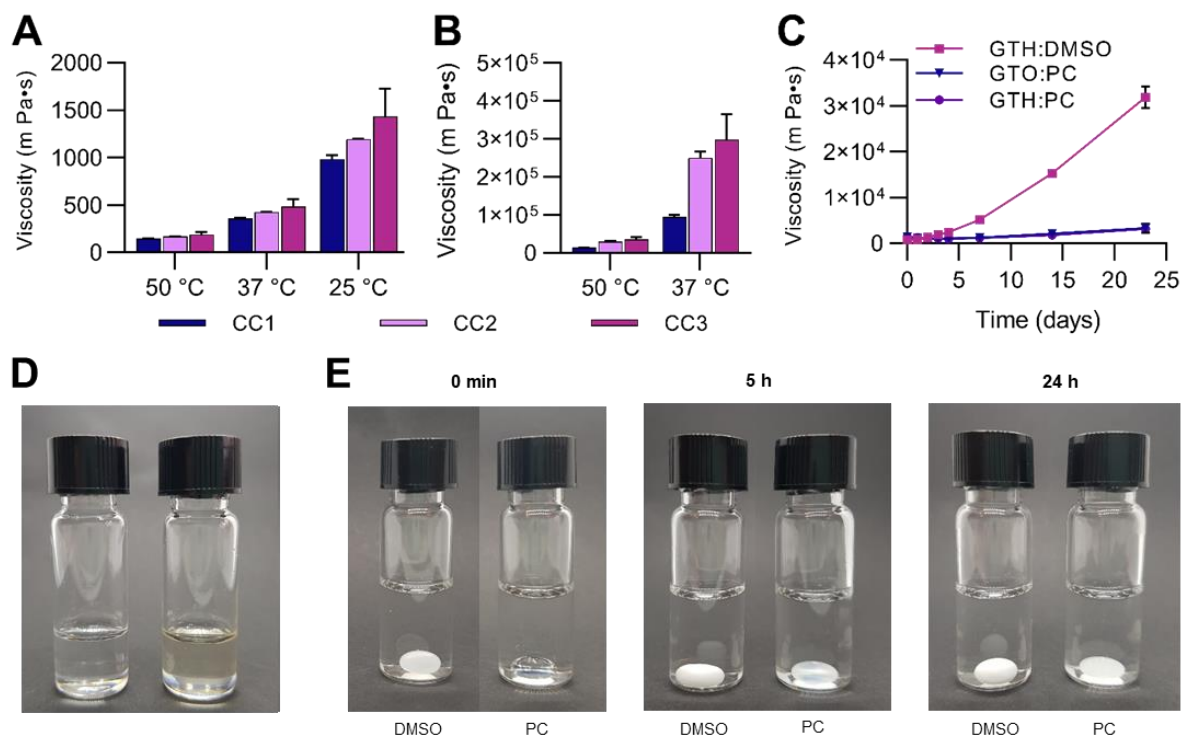 A
Viscosity (m Pa•s)
2000
1500
1000
500
0
50 °C 37 °C 25 °C
B
Viscosity (m Pa•s)
5×10⁵
4×10⁵
3×10⁵
2×10⁵
1×10⁵
0
50 °C 37 °C
CC1 CC2 CC3
C
GTH:DMSO
GTO:PC
GTH:PC
Viscosity (m Pa•s)
4×10⁴
3×10⁴
2×10⁴
1×10⁴
0
0 5 10 15 20 25
Time (days)
D
E
0 min 5 h 24 h
DMSO PC DMSO PC DMSO PC